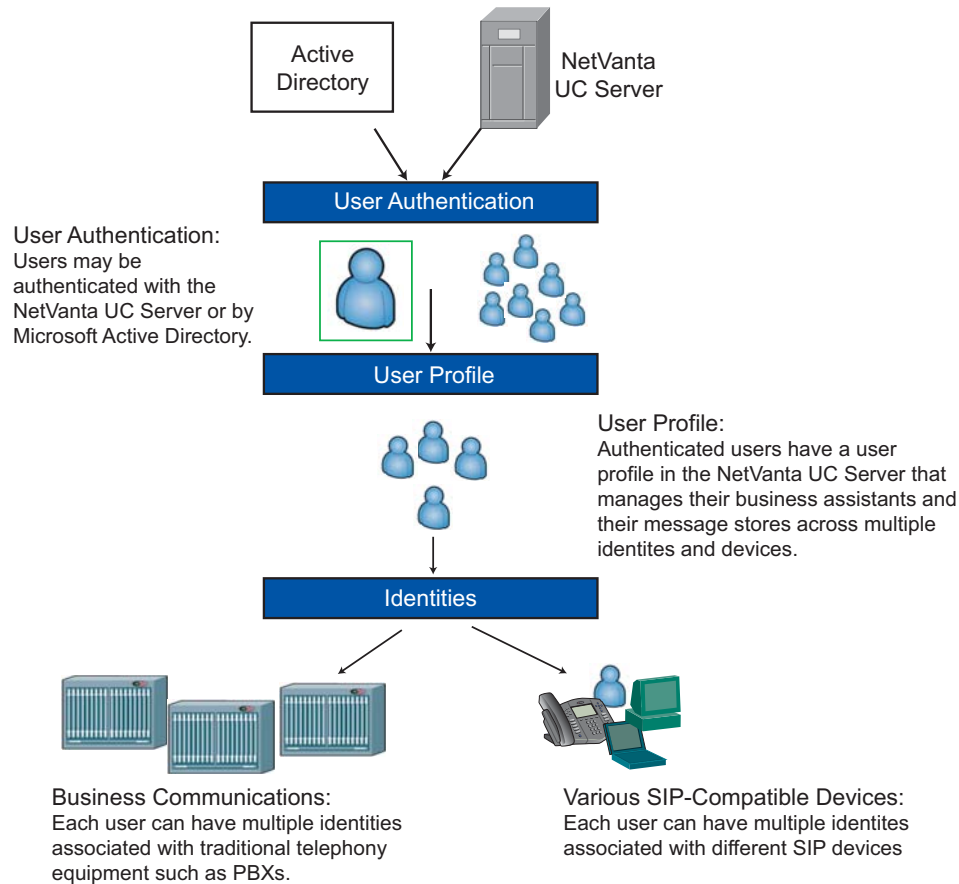 Active
Directory
NetVanta
UC Server
User Authentication
User Authentication:
Users may be
authenticated with the
NetVanta UC Server or by
Microsoft Active Directory.
User Profile
User Profile:
Authenticated users have a user
profile in the NetVanta UC Server that
manages their business assistants and
their message stores across multiple
identites and devices.
Identities
Business Communications:
Each user can have multiple identities
associated with traditional telephony
equipment such as PBXs.
Various SIP-Compatible Devices:
Each user can have multiple identites
associated with different SIP devices